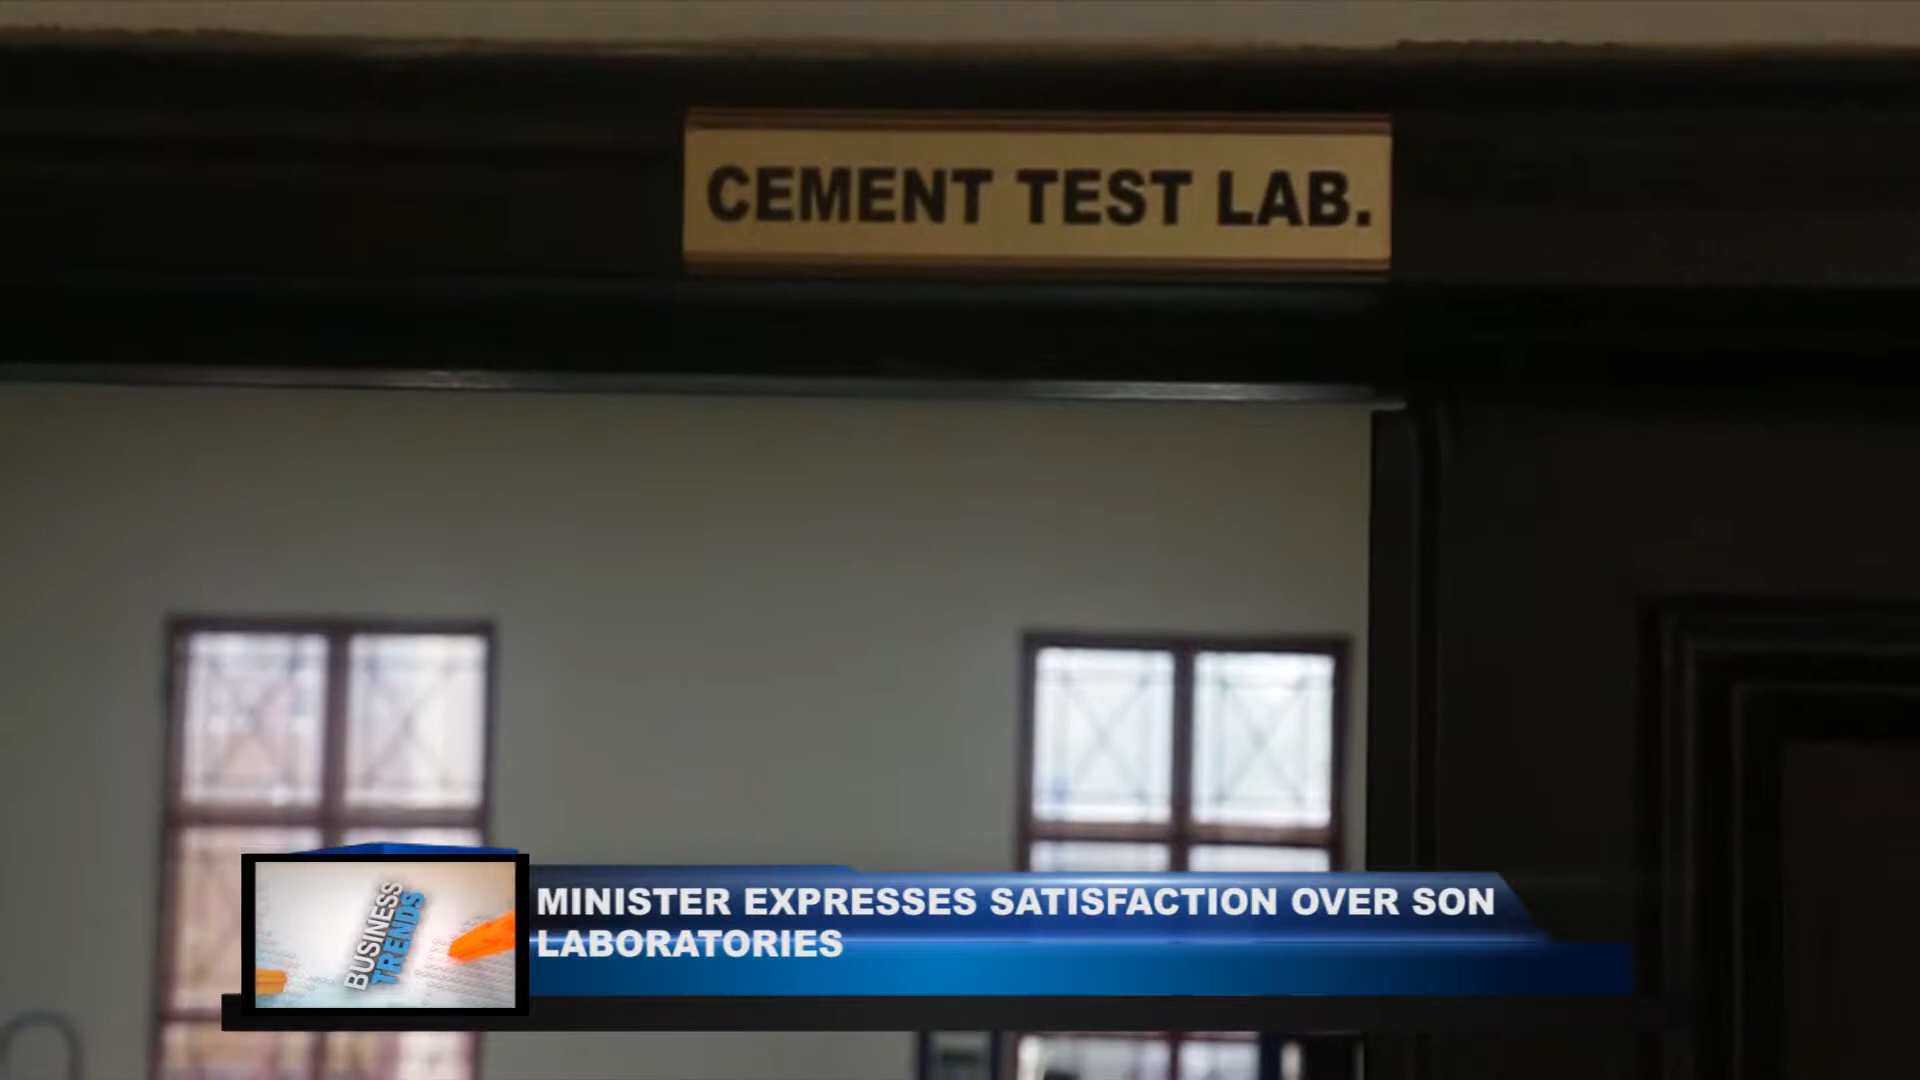 CEMENT TEST LAB.
MINISTER EXPRESSES SATISFACTION OVER SON
LABORATORIES
BUSINESS
TRENDS